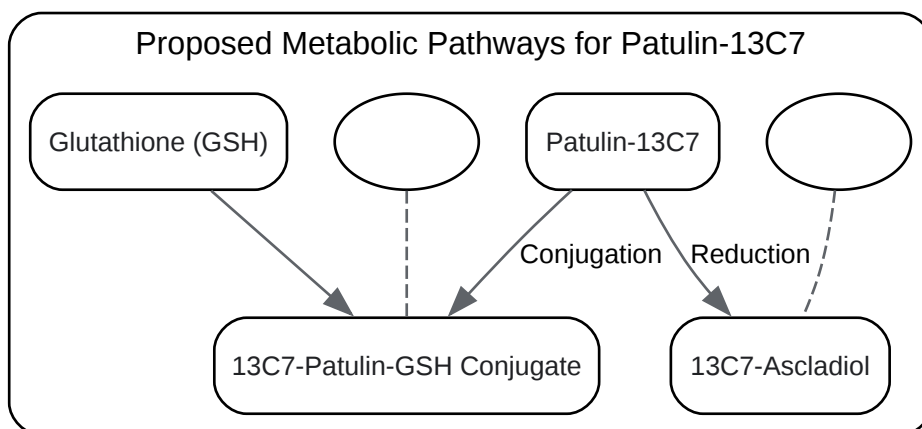 Proposed Metabolic Pathways for Patulin-13C7
Glutathione (GSH)
Patulin-13C7
Conjugation
Reduction
13C7-Patulin-GSH Conjugate
13C7-Ascladiol